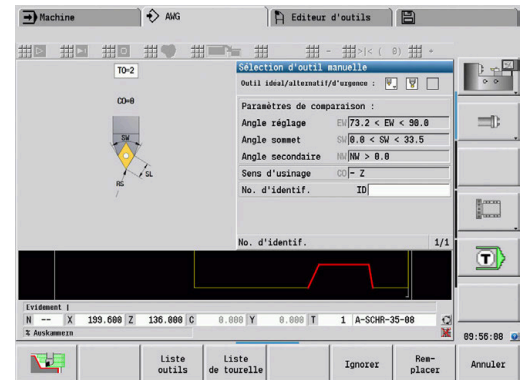 Machine
AWG
Editeur d'outils
TO=2
CO=0
SW
SL
RS
Sélection d'outil manuelle
Outil idéal/alternatif/d'urgence :
Paramètres de comparaison :
Angle réglage EW 73.2 < EW < 90.0
Angle sommet SW 0.0 < SW < 33.5
Angle secondaire NW NW > 0.0
Sens d'usinage CO - Z
No. d'identif. ID
No. d'identif. 1/1
T
Evidement |
N -- X 199.600 Z 136.000 C 0.000 Y 0.000 T 1 A-SCHR-35-08
% Auskammern
09:56:08
Liste outils
Liste de tourelle
Ignorer
Rem-
placer
Annuler